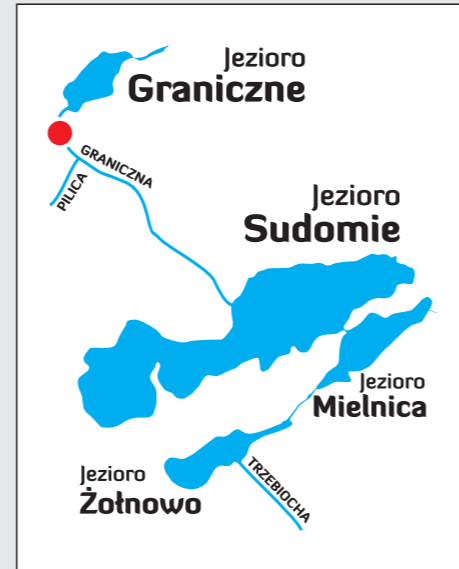 Jezioro
Graniczne
GRANICZNA
PILICA
Jezioro
Sudomie
Jezioro
Mielnica
Jezioro
Żołnowo
TRZEBIOCHA